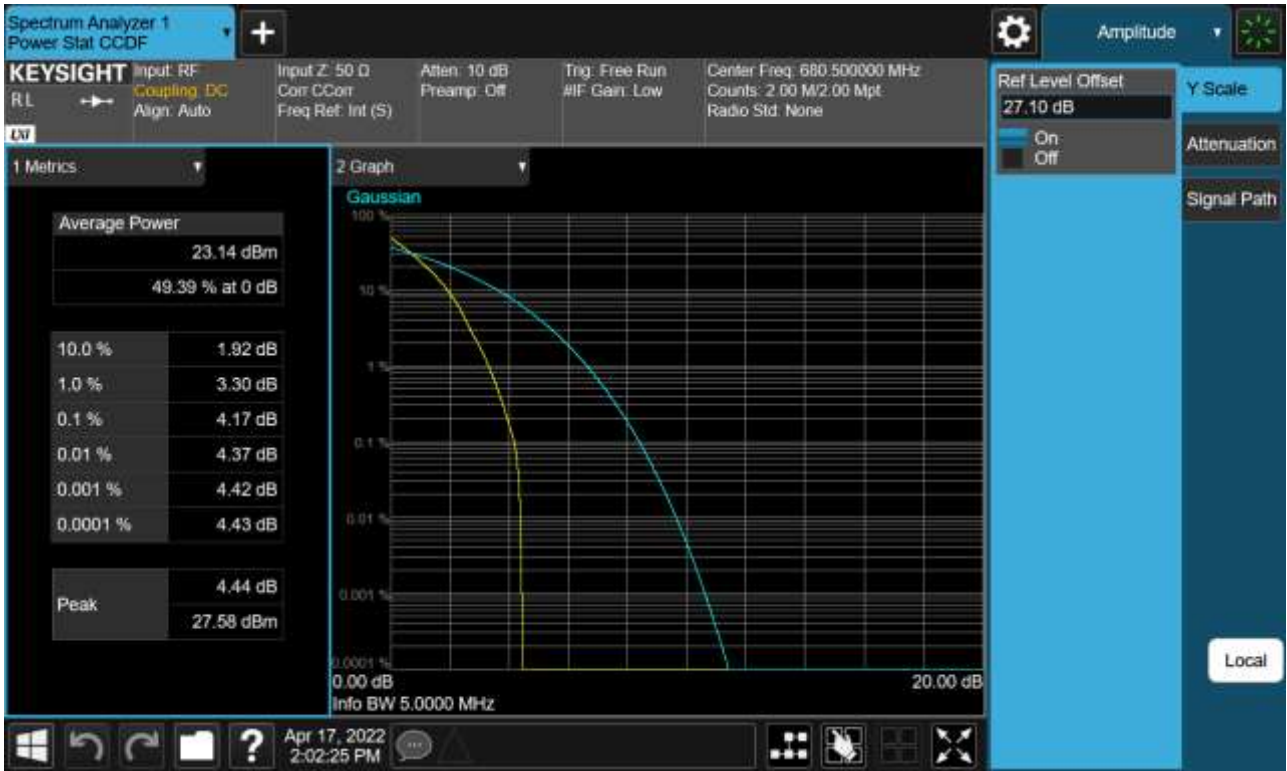 Spectrum Analyzer 1
Power Stat CCDF
+
Amplitude
KEYSIGHT
RL
LXI
Input: RF
Coupling: DC
Align: Auto
Input Z: 50 Ω
Corr CCorr
Freq Ref: Int (S)
Atten: 10 dB
Preamp: Off
Trig: Free Run
#IF Gain: Low
Center Freq: 680.500000 MHz
Counts: 2.00 M/2.00 Mpt
Radio Std: None
Ref Level Offset
27.10 dB
On
Off
Y Scale
Attenuation
Signal Path
1 Metrics
Average Power
23.14 dBm
49.39 % at 0 dB
10.0 % 1.92 dB
1.0 % 3.30 dB
0.1 % 4.17 dB
0.01 % 4.37 dB
0.001 % 4.42 dB
0.0001 % 4.43 dB
Peak
4.44 dB
27.58 dBm
2 Graph
Gaussian
100 %
10 %
1 %
0.1 %
0.01 %
0.001 %
0.0001 %
0.00 dB 20.00 dB
Info BW 5.0000 MHz
Local
?
Apr 17, 2022
2:02:25 PM